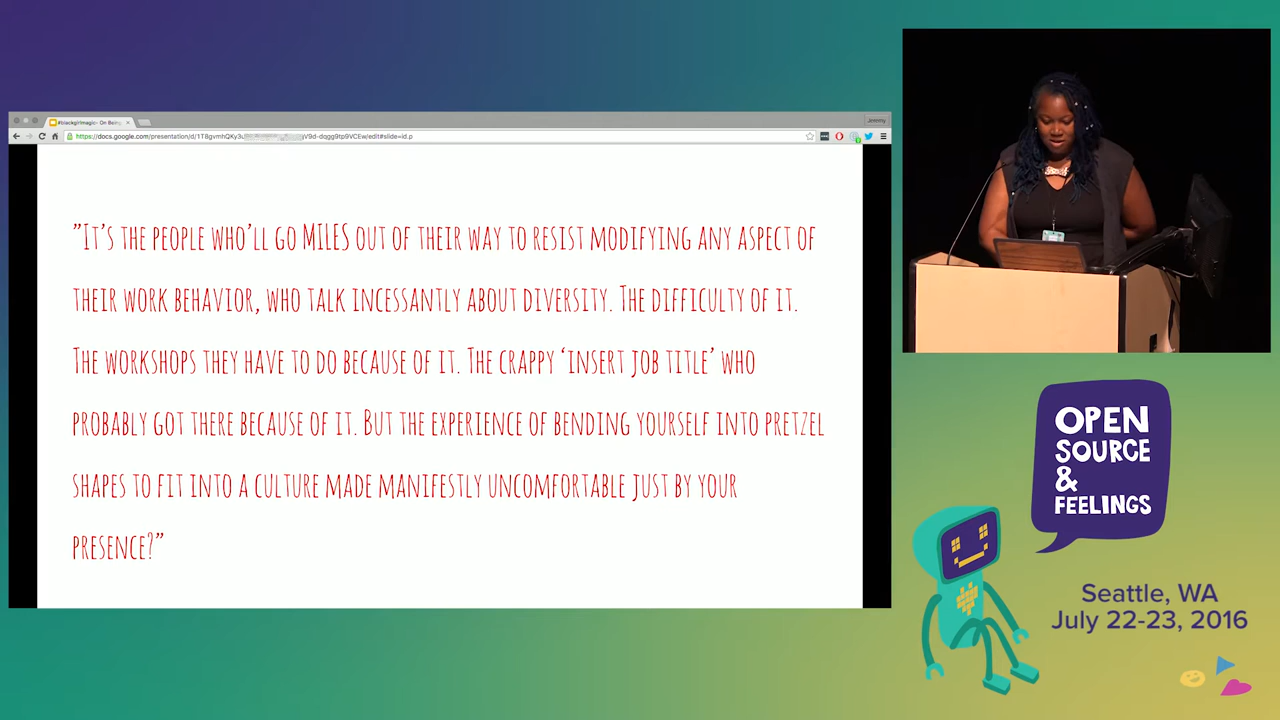 #blackgirlmagic- On Being
Jeremy
"It's the people who'll go MILES out of their way to resist modifying any aspect of
their work behavior, who talk incessantly about diversity. The difficulty of it.
The workshops they have to do because of it. The crappy 'insert job title' who
probably got there because of it. But the experience of bending yourself into pretzel
shapes to fit into a culture made manifestly uncomfortable just by your
presence?"
OPEN
SOURCE
&
FEELINGS
Seattle, WA
July 22-23, 2016